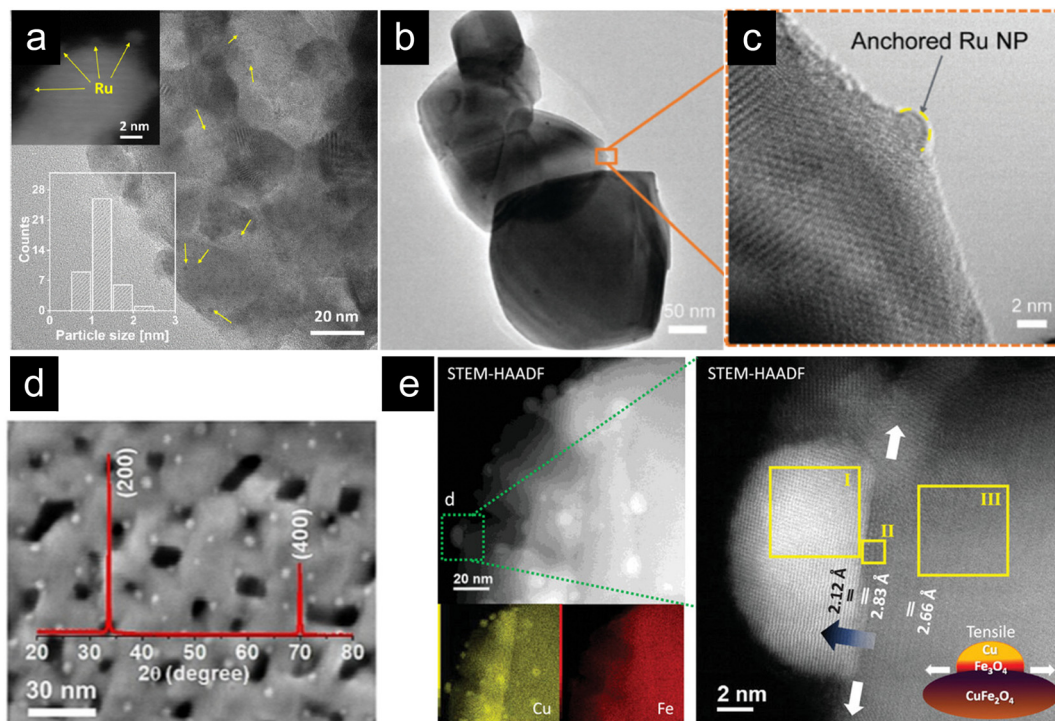 a
Ru
2 nm
28
21
14
7
0
Counts
0 1 2 3
Particle size [nm]
20 nm
b
50 nm
c
Anchored Ru NP
2 nm
d
(200)
(400)
20 30 40 50 60 70 80
2θ (degree)
30 nm
e
STEM-HAADF
d
20 nm
Cu
Fe
STEM-HAADF
I
II
III
2.12 Å
2.83 Å
2.66 Å
Tensile
Cu
Fe₃O₄
CuFe₂O₄
2 nm